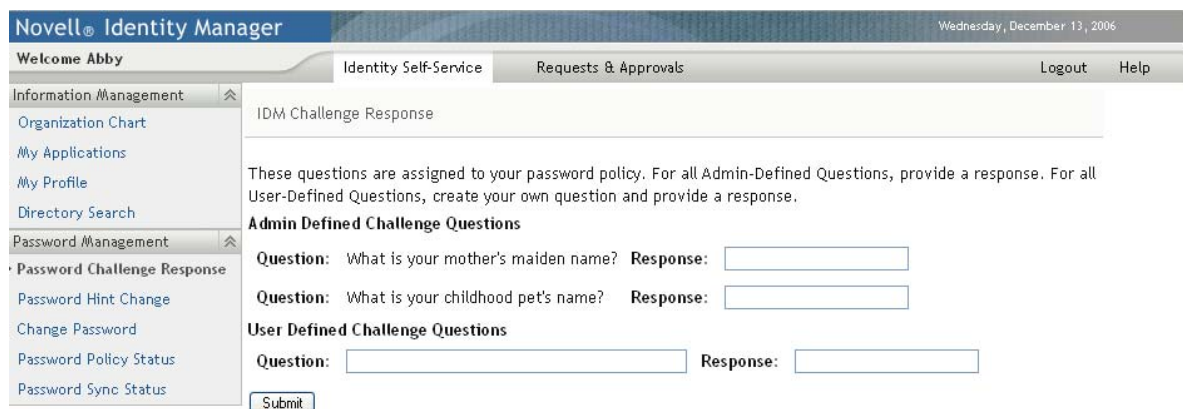 Novell® Identity Manager
Wednesday, December 13, 2006
Welcome Abby
Identity Self-Service
Requests & Approvals
Logout
Help
Information Management
Organization Chart
My Applications
My Profile
Directory Search
Password Management
Password Challenge Response
Password Hint Change
Change Password
Password Policy Status
Password Sync Status
IDM Challenge Response
These questions are assigned to your password policy. For all Admin-Defined Questions, provide a response. For all
User-Defined Questions, create your own question and provide a response.
Admin Defined Challenge Questions
Question: What is your mother's maiden name? Response:
Question: What is your childhood pet's name? Response:
User Defined Challenge Questions
Question: Response:
Submit